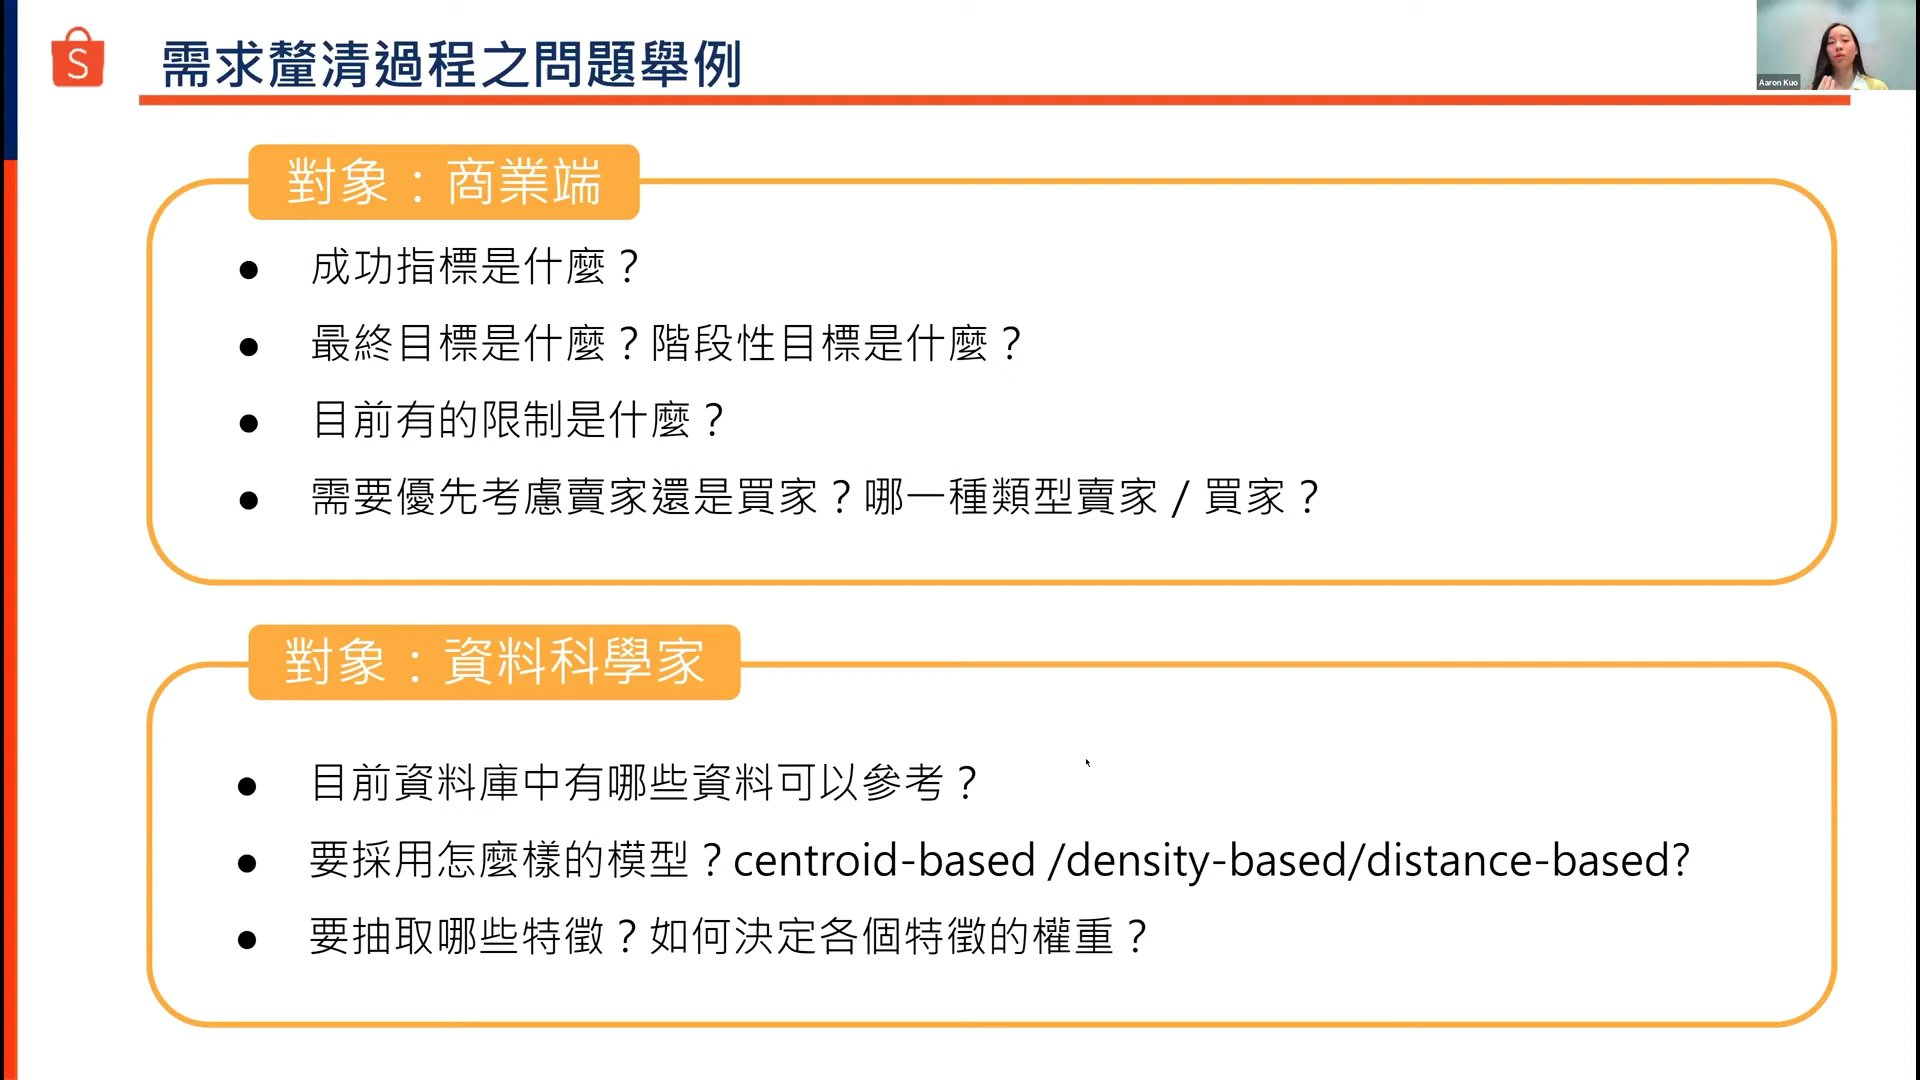 S
需求釐清過程之問題舉例
Aaron Kuo
對象：商業端
● 成功指標是什麼？
● 最終目標是什麼？階段性目標是什麼？
● 目前有的限制是什麼？
● 需要優先考慮賣家還是買家？哪一種類型賣家 / 買家？
對象：資料科學家
● 目前資料庫中有哪些資料可以參考？
● 要採用怎麼樣的模型？centroid-based /density-based/distance-based?
● 要抽取哪些特徵？如何決定各個特徵的權重？